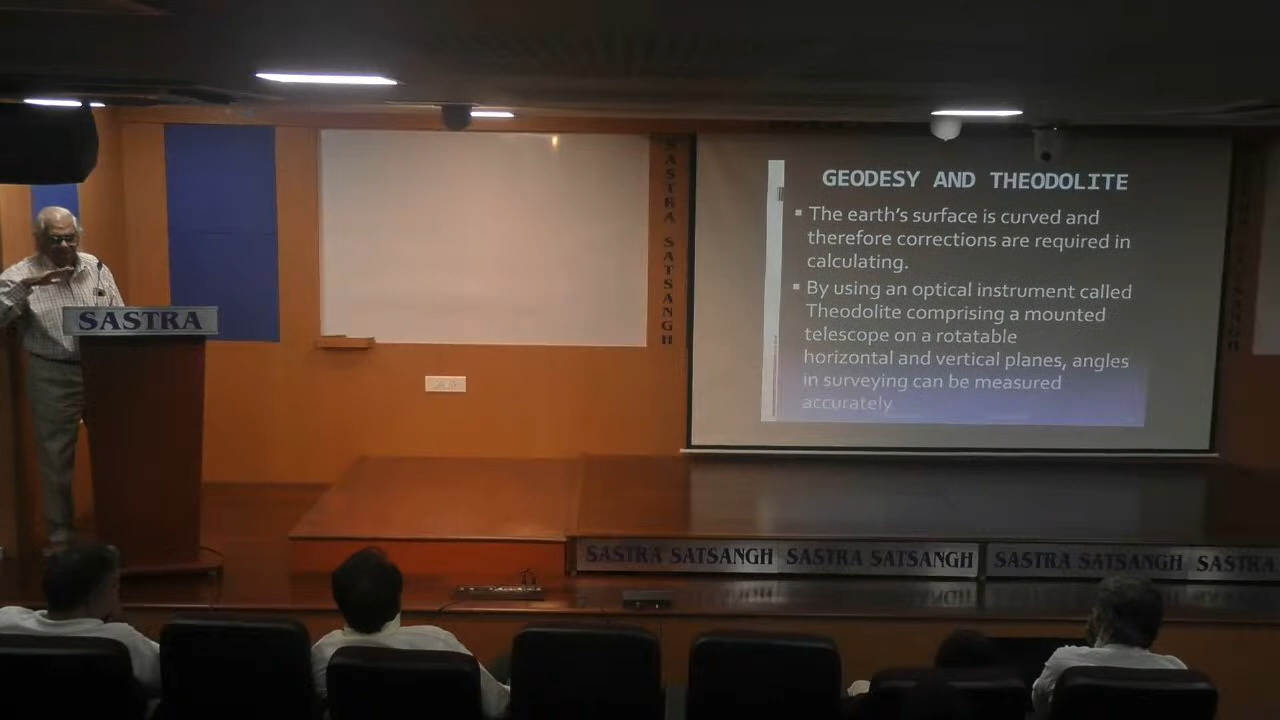 SASTRA
SASTRA SATSANGH
GEODESY AND THEODOLITE
▪ The earth's surface is curved and
therefore corrections are required in
calculating.
▪ By using an optical instrument called
Theodolite comprising a mounted
telescope on a rotatable
horizontal and vertical planes, angles
in surveying can be measured
accurately
SASTRA SATSANGH SASTRA SATSANGH SASTRA SATSANGH SASTRA